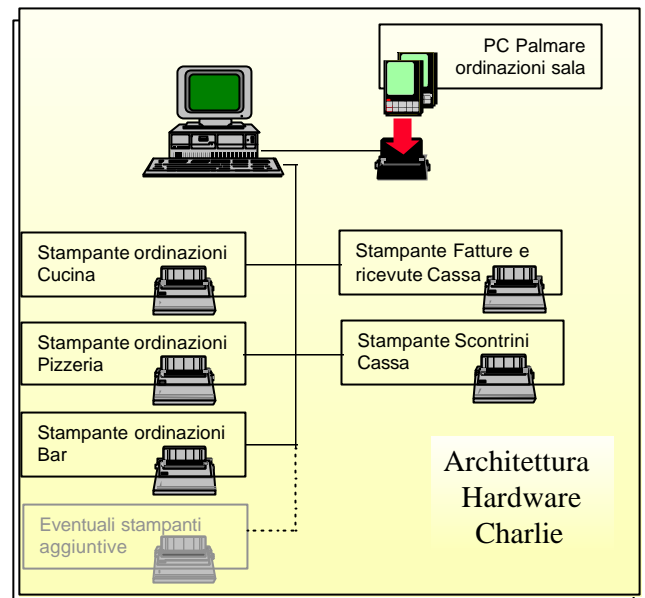 PC Palmare
ordinazioni sala
Stampante ordinazioni
Cucina
Stampante Fatture e
ricevute Cassa
Stampante ordinazioni
Pizzeria
Stampante Scontrini
Cassa
Stampante ordinazioni
Bar
Eventuali stampanti
aggiuntive
Architettura
Hardware
Charlie